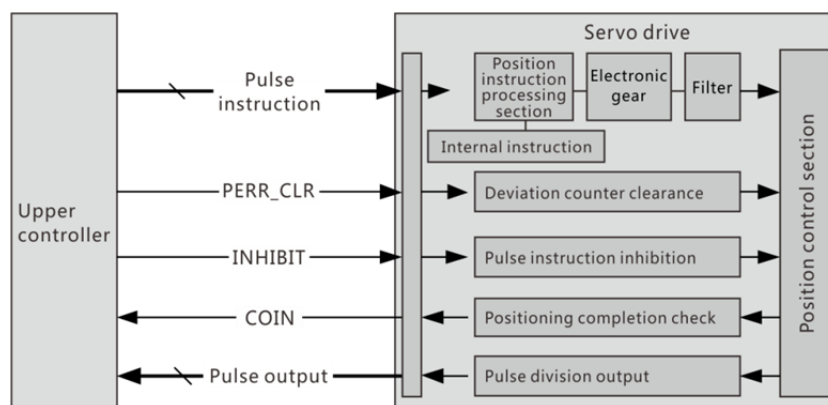 Servo drive
Pulse
instruction
Position
instruction
processing
section
Electronic
gear
Filter
Internal instruction
PERR_CLR
Deviation counter clearance
Upper
controller
INHIBIT
Pulse instruction inhibition
COIN
Positioning completion check
Pulse output
Pulse division output
Position control section